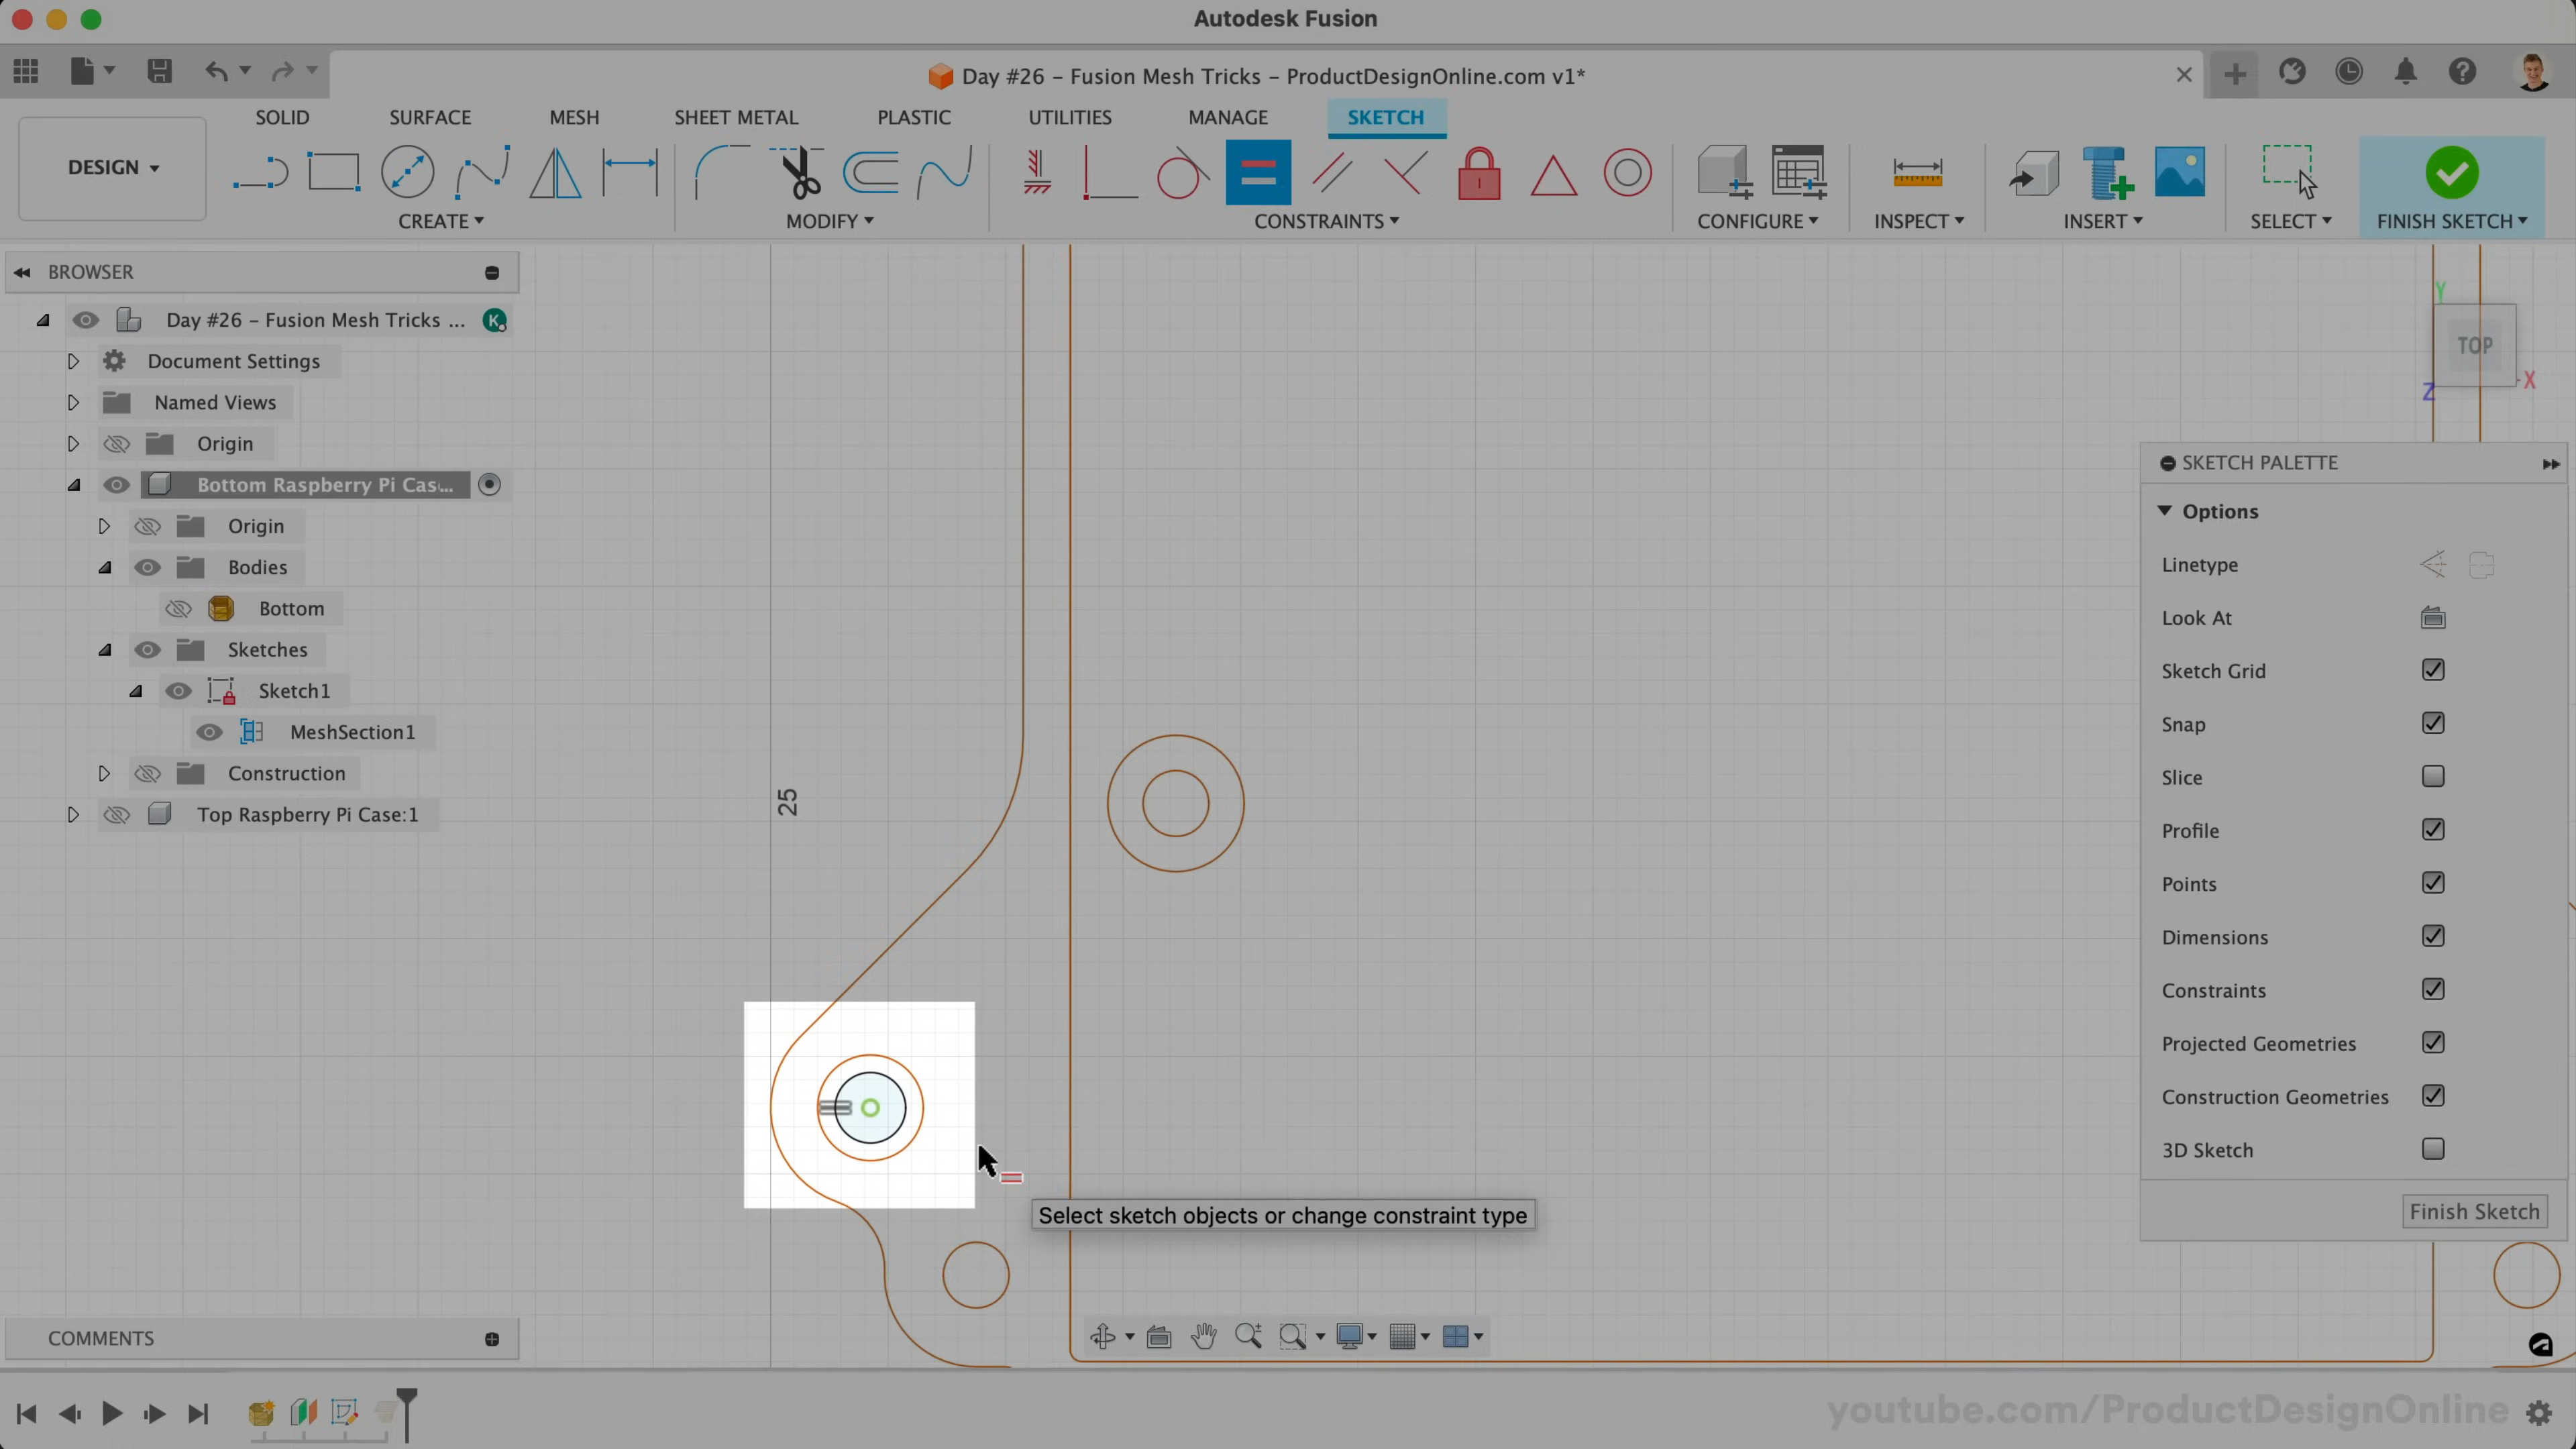 Autodesk Fusion
Day #26 - Fusion Mesh Tricks - ProductDesignOnline.com v1*
SOLID SURFACE MESH SHEET METAL PLASTIC UTILITIES MANAGE SKETCH
DESIGN
CREATE MODIFY CONSTRAINTS CONFIGURE INSPECT INSERT SELECT FINISH SKETCH
BROWSER
Day #26 - Fusion Mesh Tricks ... K
Document Settings
Named Views
Origin
Bottom Raspberry Pi Cas...
Origin
Bodies
Bottom
Sketches
Sketch1
MeshSection1
Construction
Top Raspberry Pi Case:1
25
Y
TOP
X
Z
SKETCH PALETTE
Options
Linetype
Look At
Sketch Grid
Snap
Slice
Profile
Points
Dimensions
Constraints
Projected Geometries
Construction Geometries
3D Sketch
Finish Sketch
Select sketch objects or change constraint type
COMMENTS
youtube.com/ProductDesignOnline